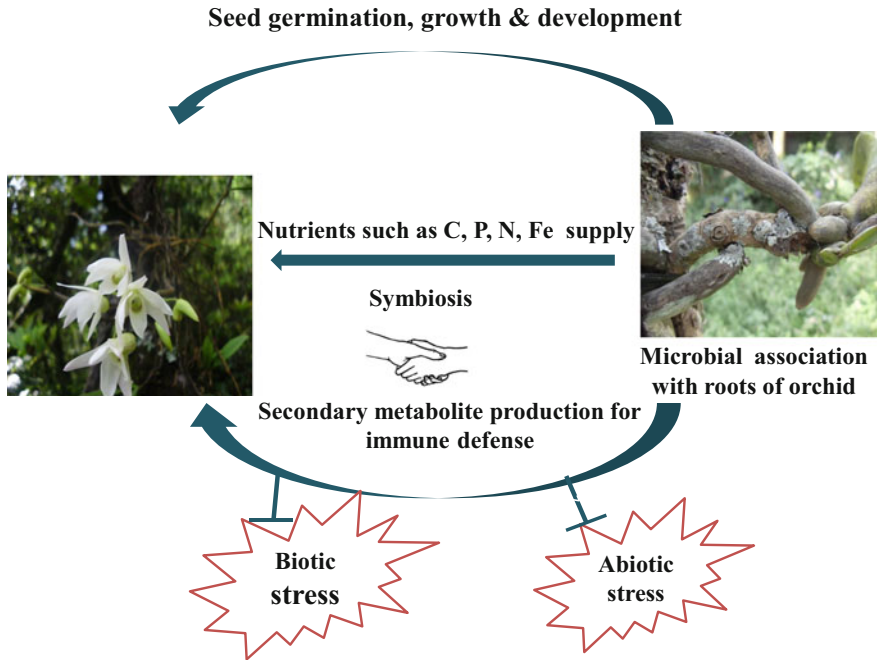 Seed germination, growth & development
Nutrients such as C, P, N, Fe supply
Symbiosis
Microbial association
with roots of orchid
Secondary metabolite production for
immune defense
Biotic
stress
Abiotic
stress